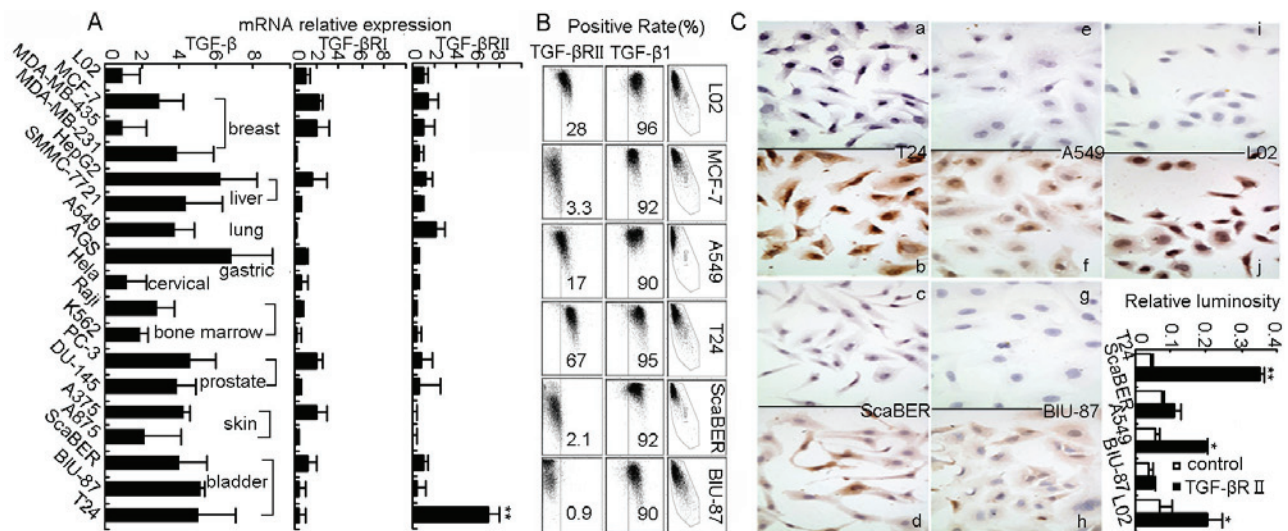 A
mRNA relative expression
TGF-β
TGF-βRI
TGF-βRII
0 2 4 6 8
0 2 4 6 8
0 2 4 6 8
L02
MCF-7
MDA-MB-435
MDA-MB-231
HepG2
SMMC-7721
A549
AGS
Hela
Raji
K562
PC-3
DU-145
A375
A875
ScaBER
BIU-87
T24
breast
liver
lung
gastric
cervical
bone marrow
prostate
skin
bladder
**
B
Positive Rate(%)
TGF-βRII TGF-β1
28 96 L02
3.3 92 MCF-7
17 90 A549
67 95 T24
2.1 92 ScaBER
0.9 90 BIU-87
C
a e i
T24 A549 L02
b f j
c g
ScaBER BIU-87
d h
Relative luminosity
0 0.1 0.2 0.3 0.4
T24
**
ScaBER
A549
*
BIU-87
L02
*
control
TGF-βR II